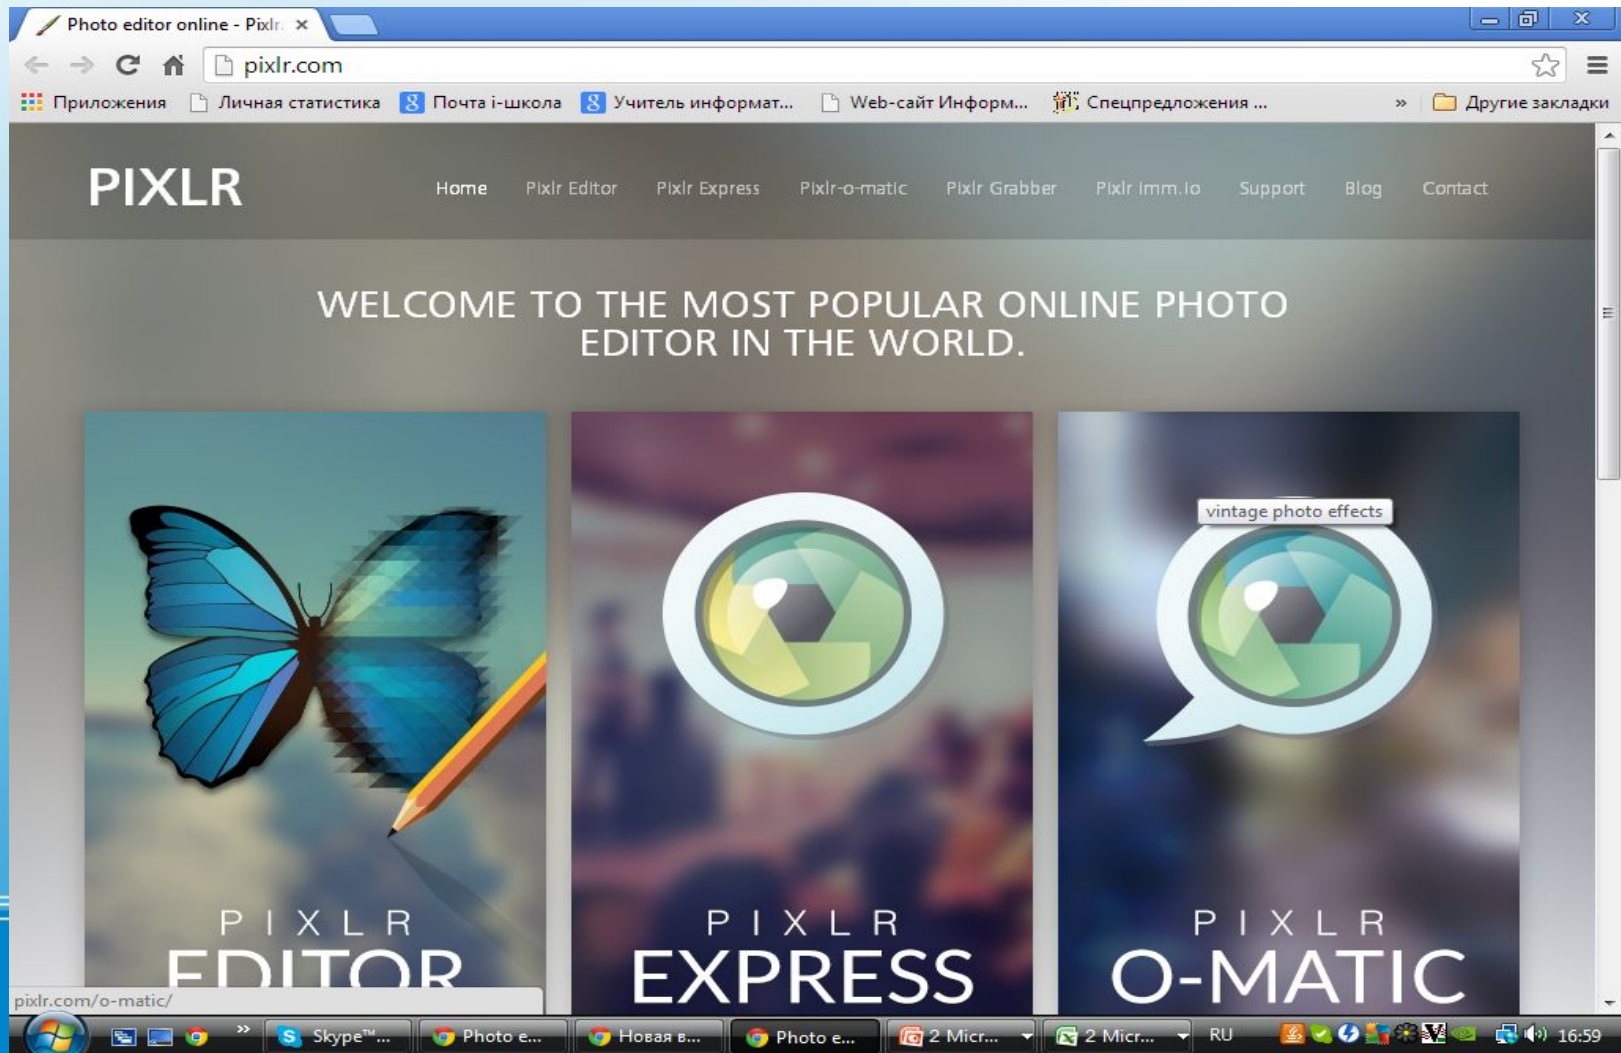 Photo editor online - Pixlr
pixlr.com
Приложения Личная статистика Почта i-школа Учитель информат... Web-сайт Информ... Спецпредложения ... » Другие закладки
PIXLR Home Pixlr Editor Pixlr Express Pixlr-o-matic Pixlr Grabber Pixlr Imm.io Support Blog Contact
WELCOME TO THE MOST POPULAR ONLINE PHOTO
EDITOR IN THE WORLD.
vintage photo effects
PIXLR
EDITOR
PIXLR
EXPRESS
PIXLR
O-MATIC
pixlr.com/o-matic/
» Skype™... Photo e... Новая в... Photo e... 2 Micr... 2 Micr... RU 16:59